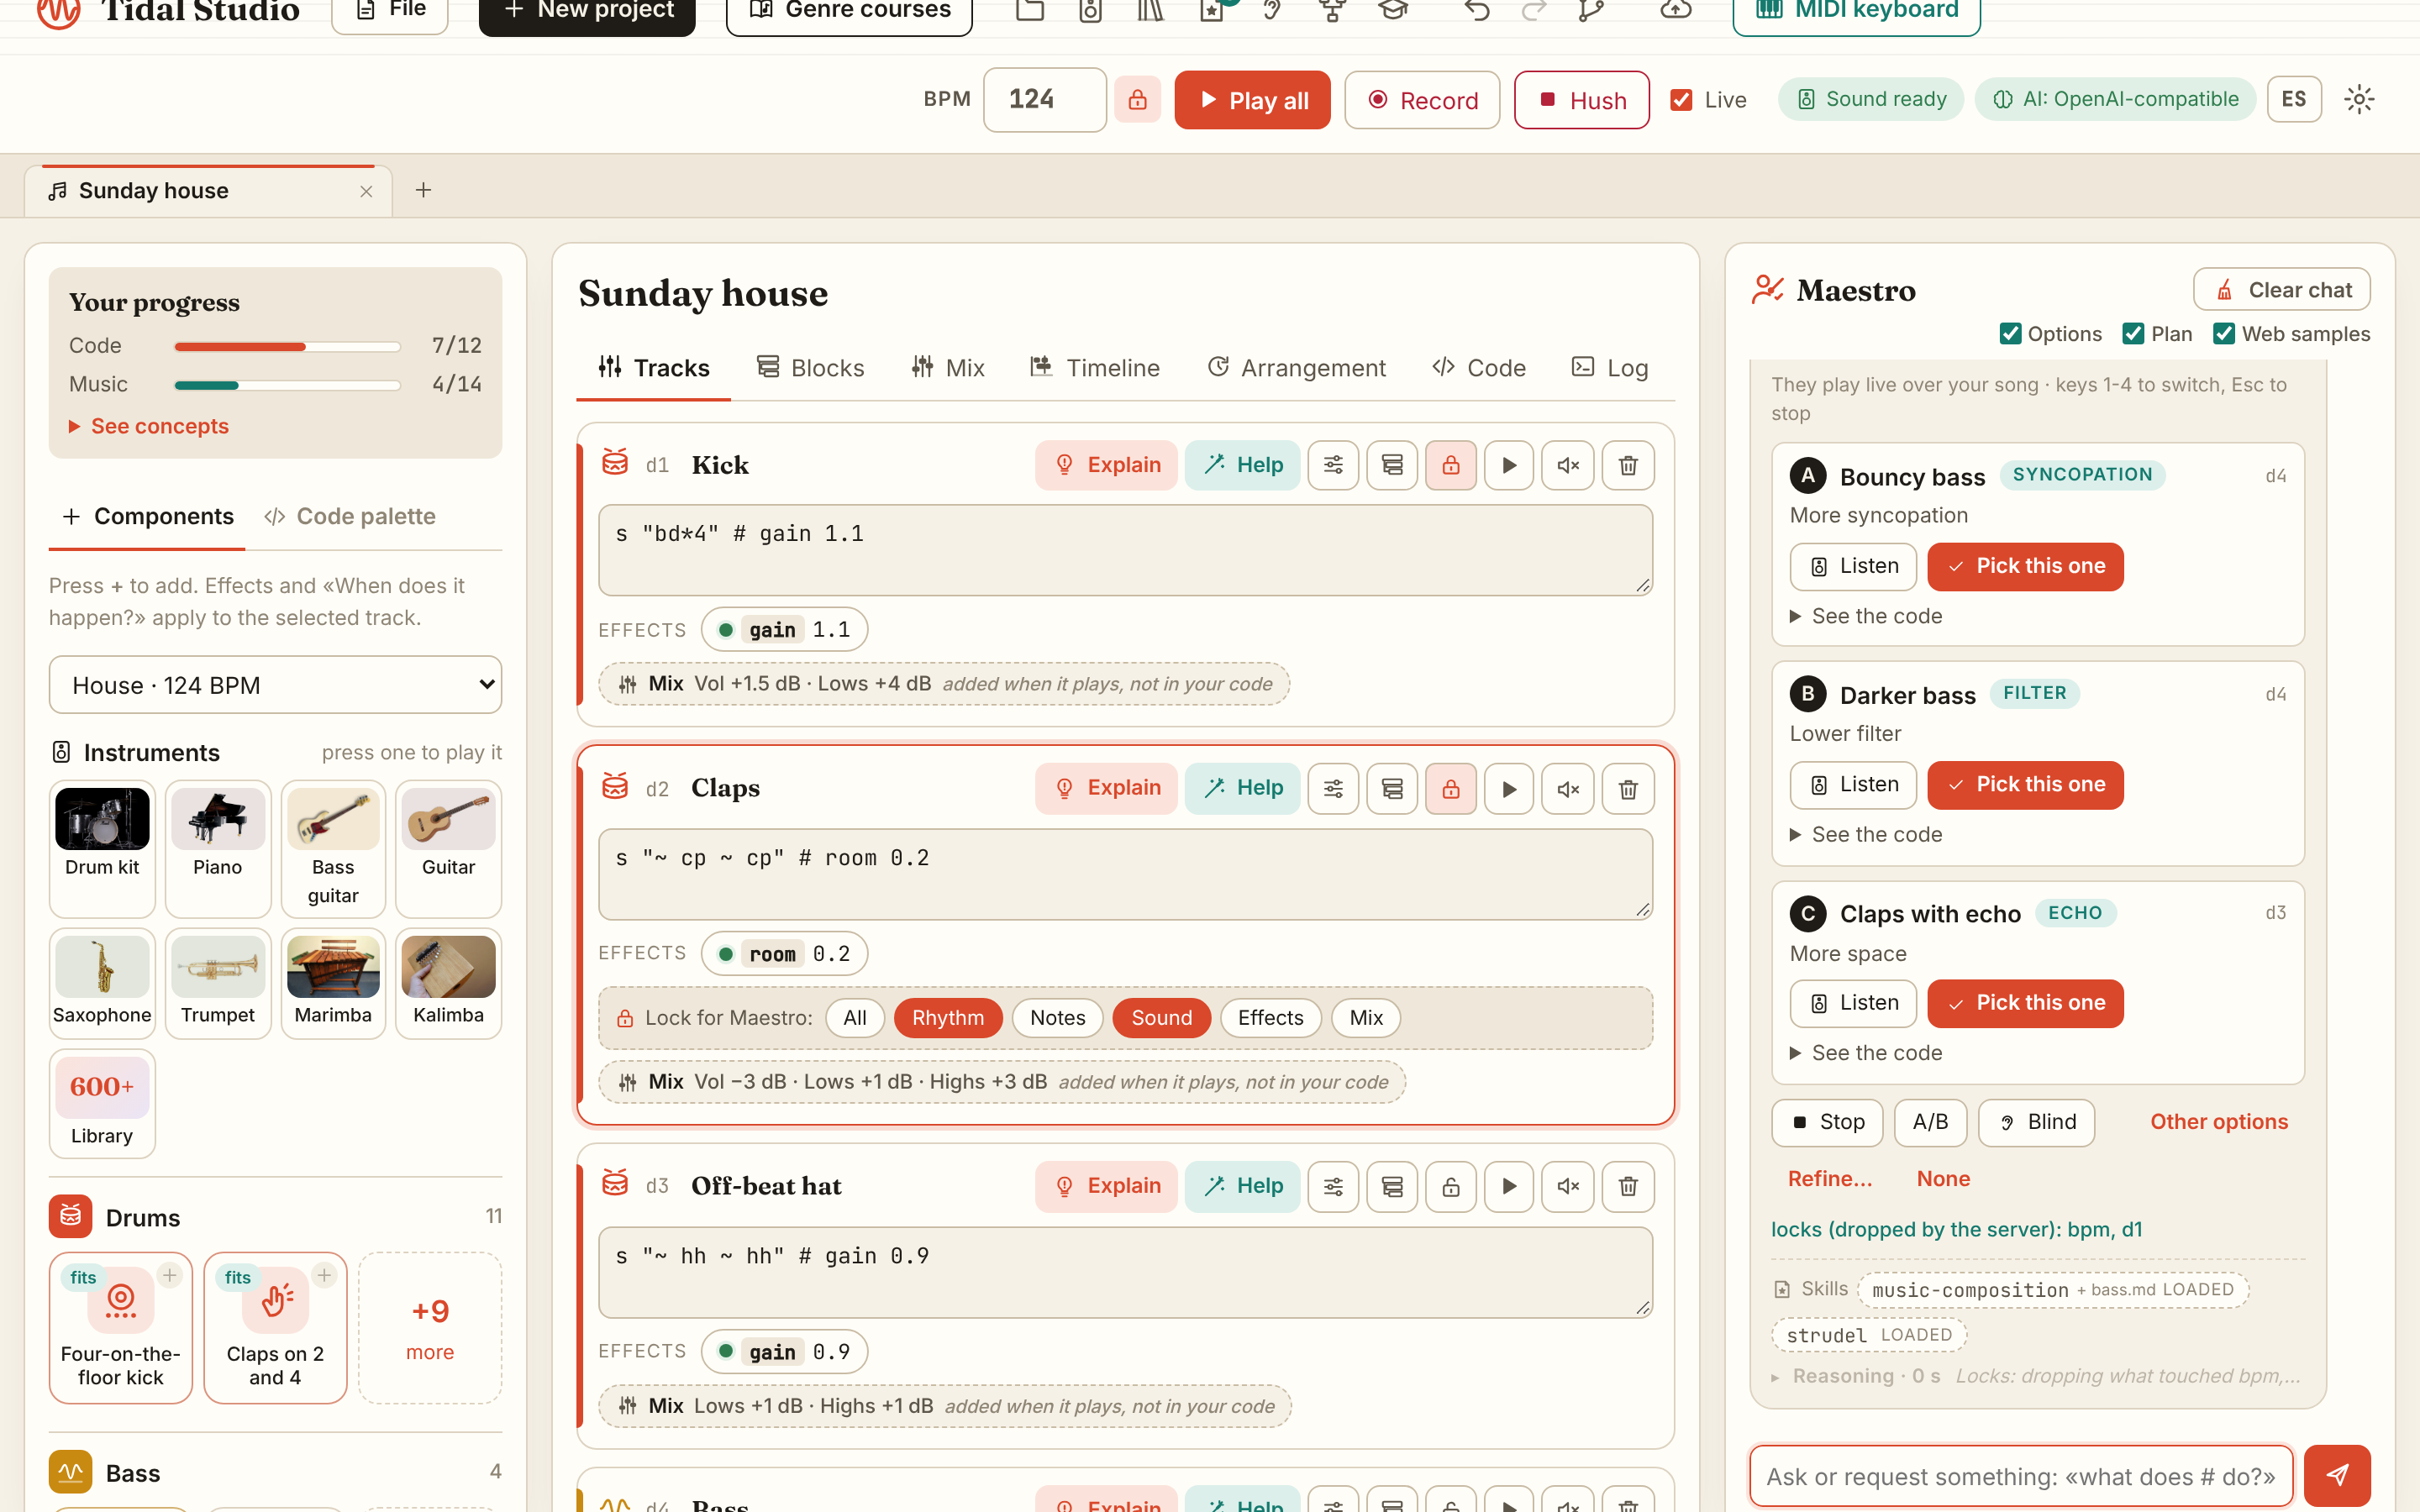 Tidal Studio
File
New project
Genre courses
MIDI keyboard
BPM
124
Play all
Record
Hush
Live
Sound ready
AI: OpenAI-compatible
ES
Sunday house
Your progress
Code 7/12
Music 4/14
See concepts
Components
Code palette
Press + to add. Effects and «When does it
happen?» apply to the selected track.
House · 124 BPM
Instruments
press one to play it
Drum kit
Piano
Bass
guitar
Guitar
Saxophone
Trumpet
Marimba
Kalimba
600+
Library
Drums
11
fits
Four-on-the-
floor kick
fits
Claps on 2
and 4
+9
more
Bass
4
Sunday house
Tracks
Blocks
Mix
Timeline
Arrangement
Code
Log
d1 Kick
Explain
Help
s "bd*4" # gain 1.1
EFFECTS gain 1.1
Mix Vol +1.5 dB · Lows +4 dB added when it plays, not in your code
d2 Claps
Explain
Help
s "~ cp ~ cp" # room 0.2
EFFECTS room 0.2
Lock for Maestro: All Rhythm Notes Sound Effects Mix
Mix Vol −3 dB · Lows +1 dB · Highs +3 dB added when it plays, not in your code
d3 Off-beat hat
Explain
Help
s "~ hh ~ hh" # gain 0.9
EFFECTS gain 0.9
Mix Lows +1 dB · Highs +1 dB added when it plays, not in your code
d4 Bass
Explain
Help
Maestro
Clear chat
Options
Plan
Web samples
They play live over your song · keys 1-4 to switch, Esc to
stop
A Bouncy bass SYNCOPATION d4
More syncopation
Listen
Pick this one
See the code
B Darker bass FILTER d4
Lower filter
Listen
Pick this one
See the code
C Claps with echo ECHO d3
More space
Listen
Pick this one
See the code
Stop
A/B
Blind
Other options
Refine...
None
locks (dropped by the server): bpm, d1
Skills music-composition + bass.md LOADED
strudel LOADED
Reasoning · 0 s Locks: dropping what touched bpm,...
Ask or request something: «what does # do?»